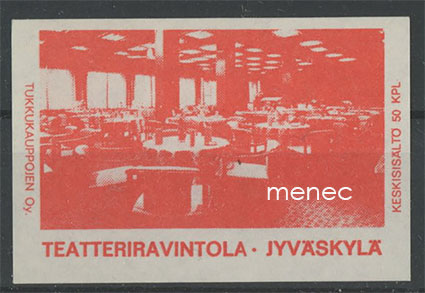 TUKKUKAUPPOJEN Oy.
menec
KESKISISÄLTÖ 50 KPL
TEATTERIRAVINTOLA · JYVÄSKYLÄ